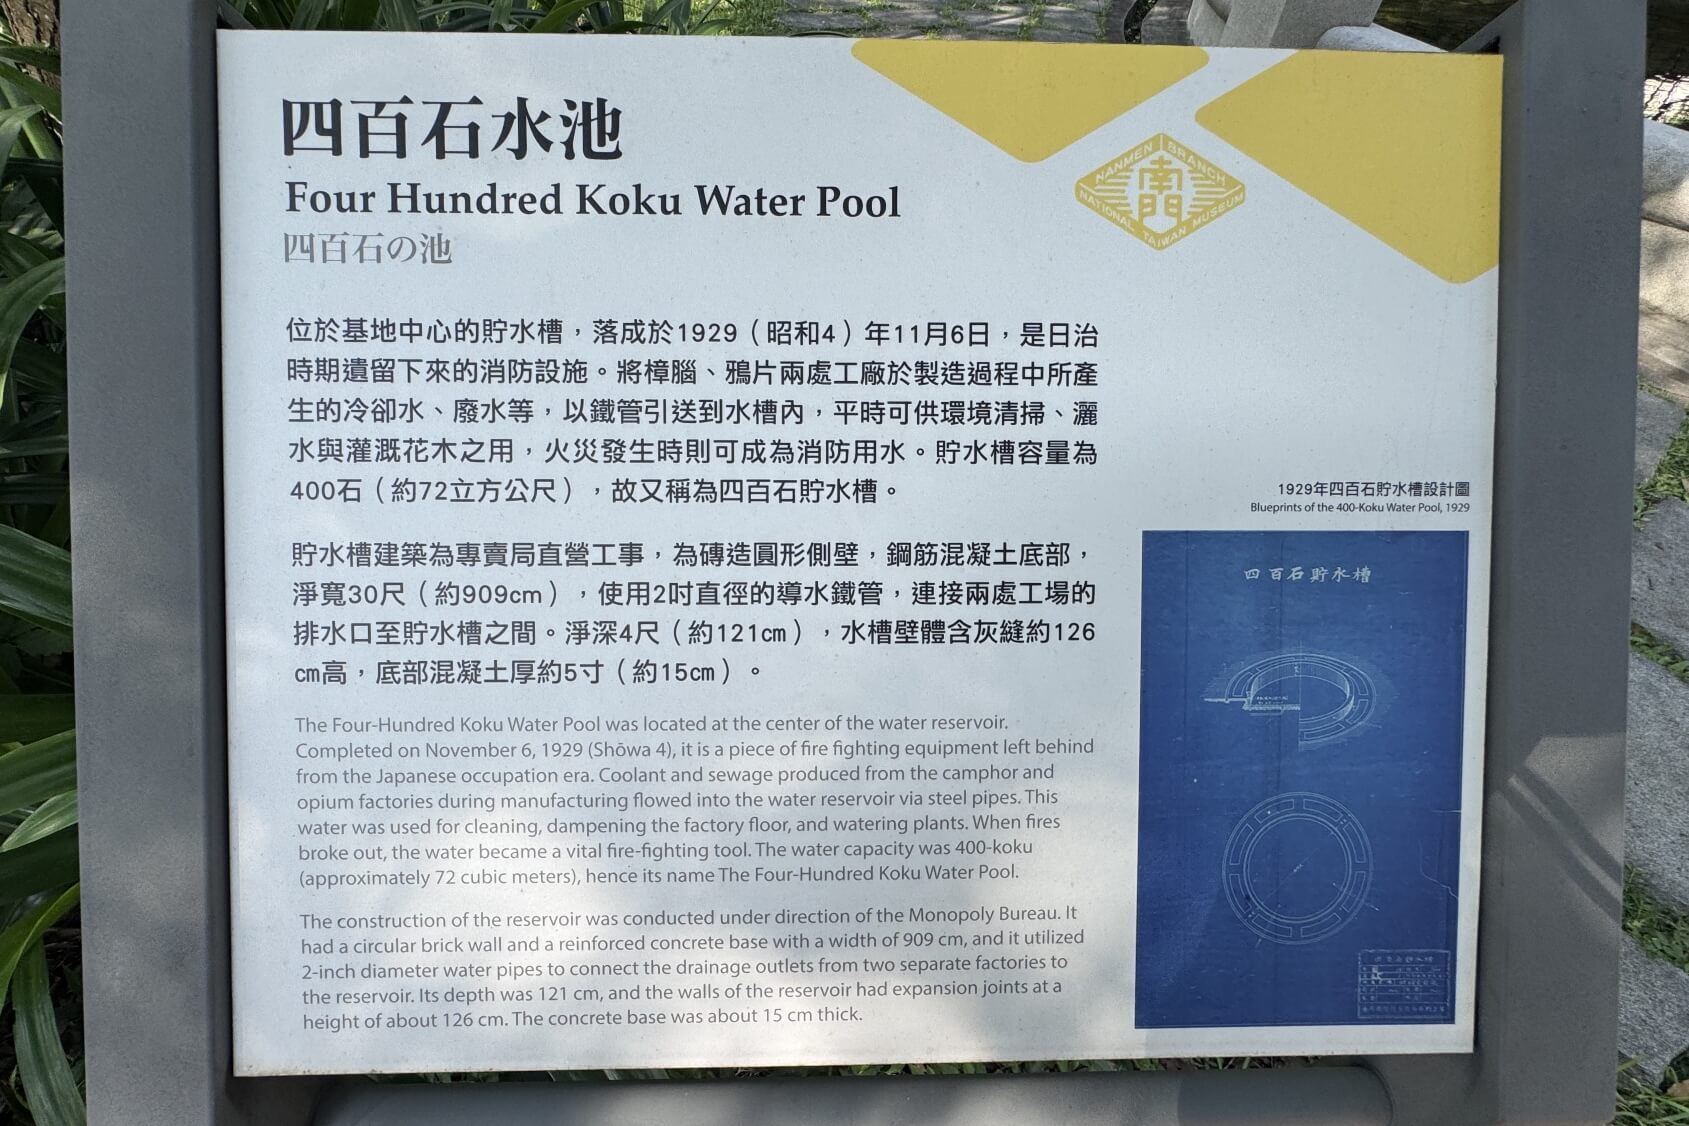 四百石水池
Four Hundred Koku Water Pool
四百石の池
NANMEN BRANCH
南門
NATIONAL TAIWAN MUSEUM
位於基地中心的貯水槽，落成於1929（昭和4）年11月6日，是日治
時期遺留下來的消防設施。將樟腦、鴉片兩處工廠於製造過程中所產
生的冷卻水、廢水等，以鐵管引送到水槽內，平時可供環境清掃、灑
水與灌溉花木之用，火災發生時則可成為消防用水。貯水槽容量為
400石（約72立方公尺），故又稱為四百石貯水槽。
貯水槽建築為專賣局直營工事，為磚造圓形側壁，鋼筋混凝土底部，
淨寬30尺（約909cm），使用2吋直徑的導水鐵管，連接兩處工場的
排水口至貯水槽之間。淨深4尺（約121㎝），水槽壁體含灰縫約126
㎝高，底部混凝土厚約5寸（約15㎝）。
The Four-Hundred Koku Water Pool was located at the center of the water reservoir.
Completed on November 6, 1929 (Shōwa 4), it is a piece of fire fighting equipment left behind
from the Japanese occupation era. Coolant and sewage produced from the camphor and
opium factories during manufacturing flowed into the water reservoir via steel pipes. This
water was used for cleaning, dampening the factory floor, and watering plants. When fires
broke out, the water became a vital fire-fighting tool. The water capacity was 400-koku
(approximately 72 cubic meters), hence its name The Four-Hundred Koku Water Pool.
The construction of the reservoir was conducted under direction of the Monopoly Bureau. It
had a circular brick wall and a reinforced concrete base with a width of 909 cm, and it utilized
2-inch diameter water pipes to connect the drainage outlets from two separate factories to
the reservoir. Its depth was 121 cm, and the walls of the reservoir had expansion joints at a
height of about 126 cm. The concrete base was about 15 cm thick.
1929年四百石貯水槽設計圖
Blueprints of the 400-Koku Water Pool, 1929
四百石貯水槽